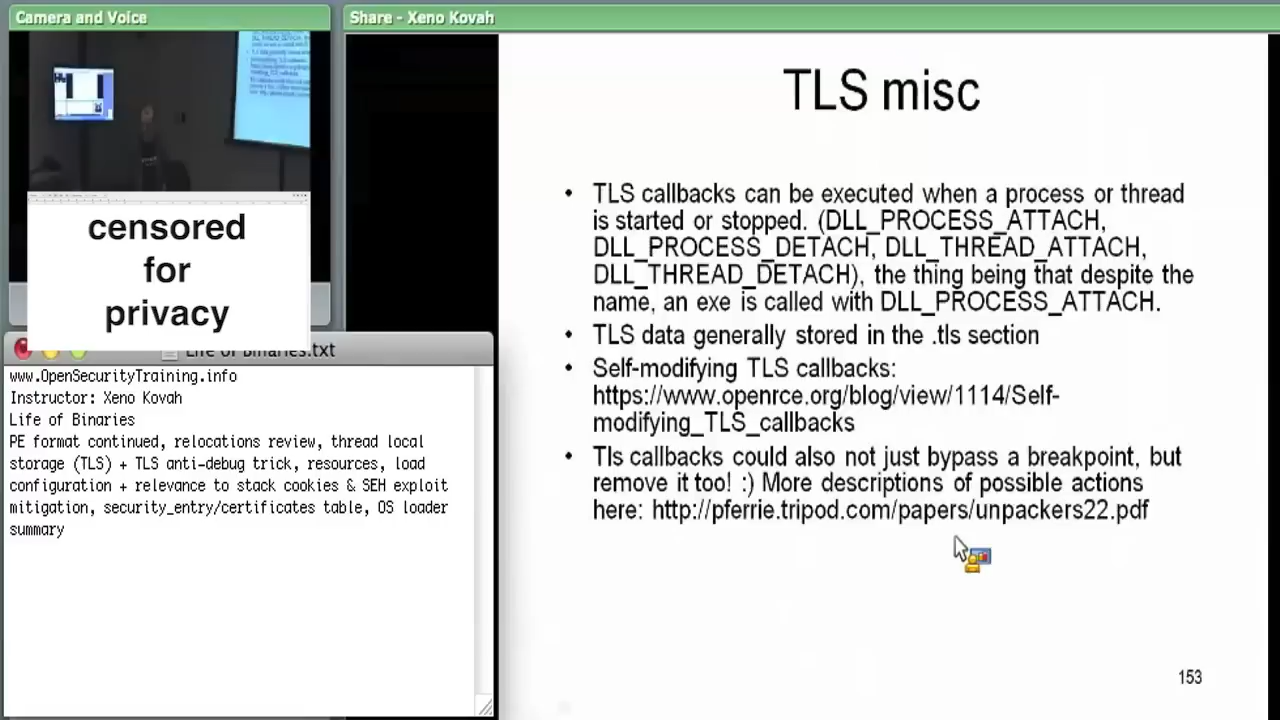 Camera and Voice
Share - Xeno Kovah
censored
for
privacy
Life of Binaries.txt
www.OpenSecurityTraining.info
Instructor: Xeno Kovah
Life of Binaries
PE format continued, relocations review, thread local
storage (TLS) + TLS anti-debug trick, resources, load
configuration + relevance to stack cookies & SEH exploit
mitigation, security_entry/certificates table, OS loader
summary
TLS misc
• TLS callbacks can be executed when a process or thread
is started or stopped. (DLL_PROCESS_ATTACH,
DLL_PROCESS_DETACH, DLL_THREAD_ATTACH,
DLL_THREAD_DETACH), the thing being that despite the
name, an exe is called with DLL_PROCESS_ATTACH.
• TLS data generally stored in the .tls section
• Self-modifying TLS callbacks:
https://www.openrce.org/blog/view/1114/Self-
modifying_TLS_callbacks
• Tls callbacks could also not just bypass a breakpoint, but
remove it too! :) More descriptions of possible actions
here: http://pferrie.tripod.com/papers/unpackers22.pdf
153